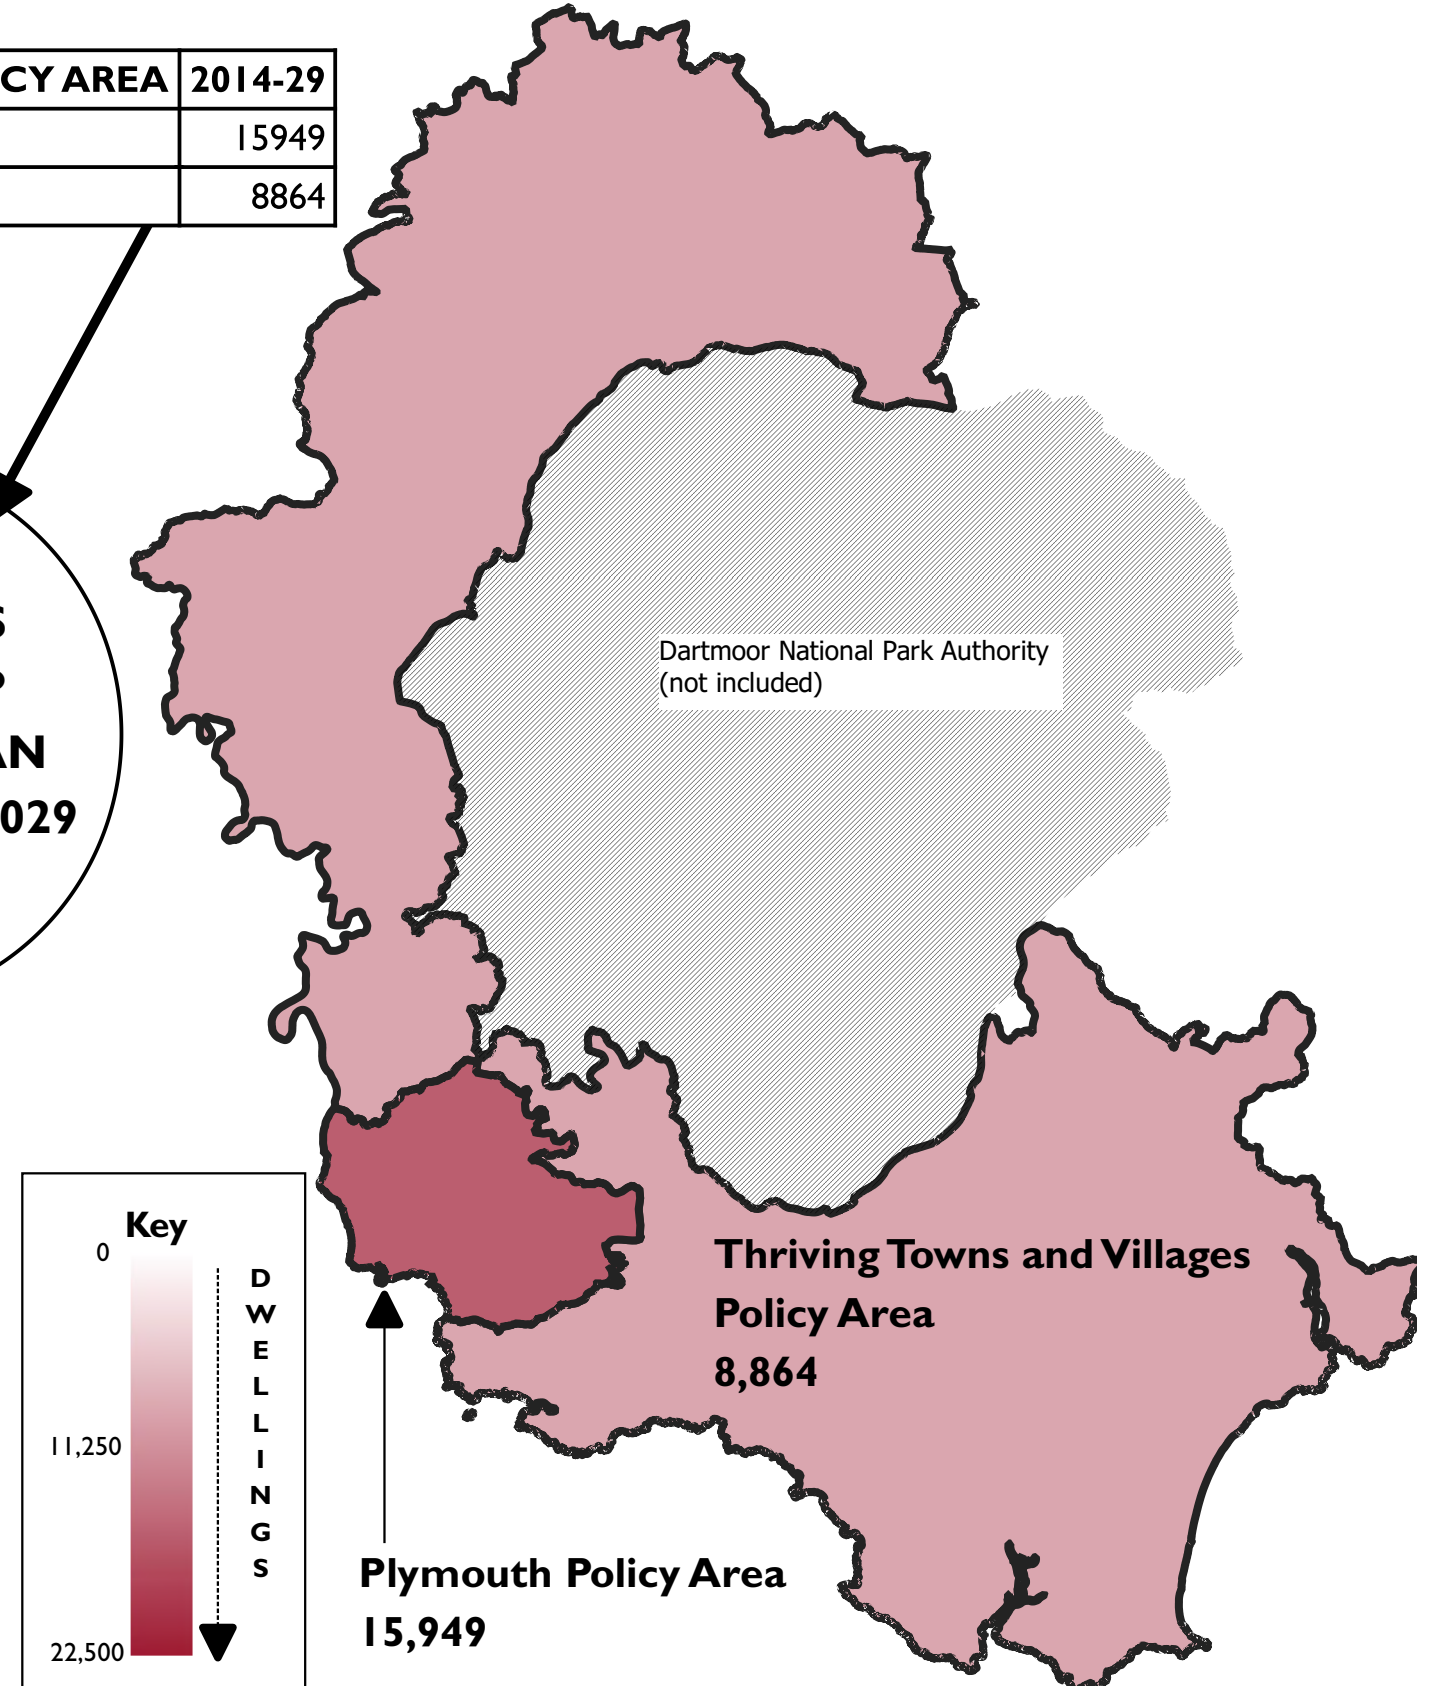 CY AREA 2014-29
15949
8864
S
AN
029
Dartmoor National Park Authority
(not included)
Key
0
11,250
22,500
D
W
E
L
L
I
N
G
S
Thriving Towns and Villages
Policy Area
8,864
Plymouth Policy Area
15,949